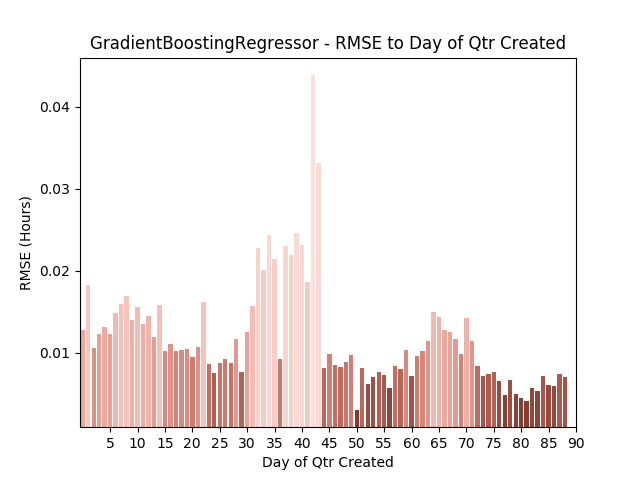 GradientBoostingRegressor - RMSE to Day of Qtr Created
0.04
0.03
0.02
0.01
RMSE (Hours)
5 10 15 20 25 30 35 40 45 50 55 60 65 70 75 80 85 90
Day of Qtr Created